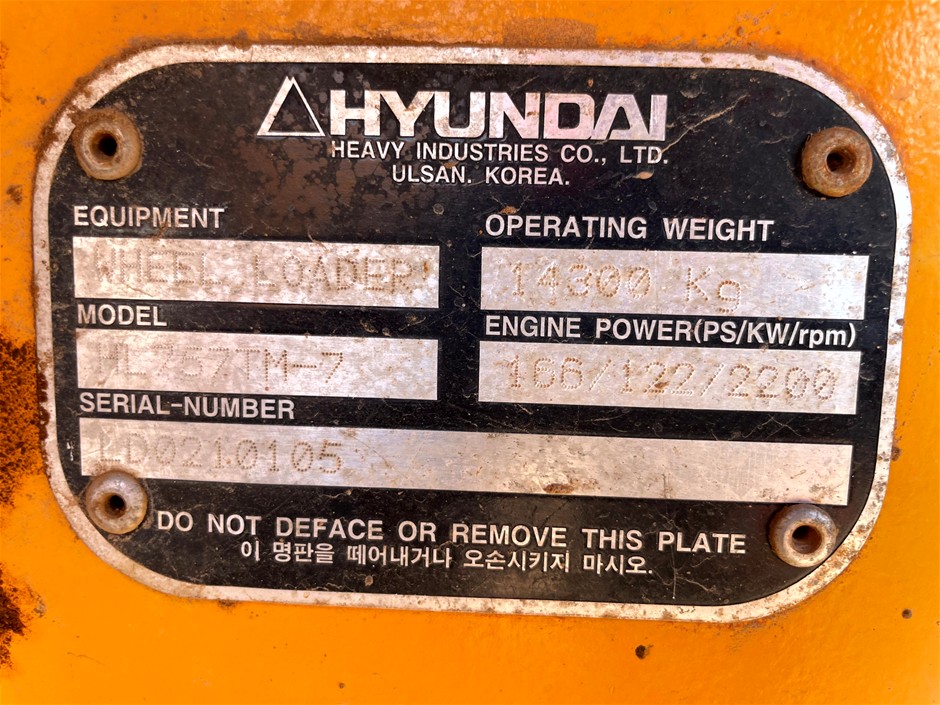 HYUNDAI
HEAVY INDUSTRIES CO., LTD.
ULSAN. KOREA.
EQUIPMENT
WHEEL LOADER
OPERATING WEIGHT
14300 Kg
MODEL
HL757TM-7
ENGINE POWER(PS/KW/rpm)
166/122/2200
SERIAL-NUMBER
LD0210105
DO NOT DEFACE OR REMOVE THIS PLATE
이 명판을 떼어내거나 오손시키지 마시오.